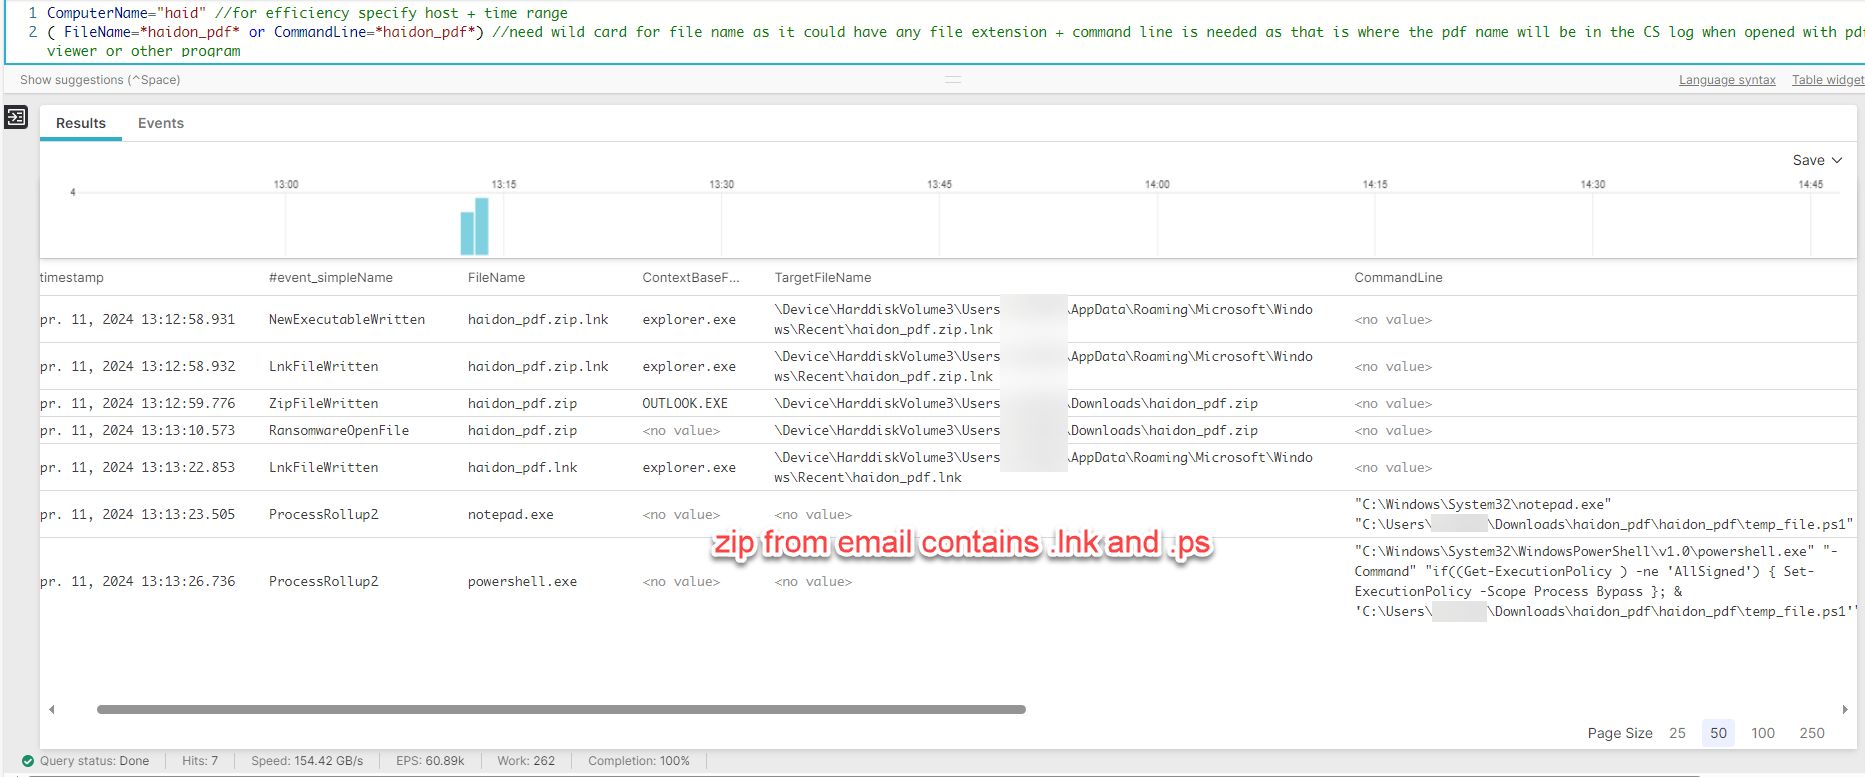 1 ComputerName="haid" //for efficiency specify host + time range
2 ( FileName=*haidon_pdf* or CommandLine=*haidon_pdf*) //need wild card for file name as it could have any file extension + command line is needed as that is where the pdf name will be in the CS log when opened with pdf
viewer or other program
Show suggestions (^Space) Language syntax Table widget
Results Events
Save
13:00 13:15 13:30 13:45 14:00 14:15 14:30 14:45
4
timestamp #event_simpleName FileName ContextBaseF... TargetFileName CommandLine
pr. 11, 2024 13:12:58.931 NewExecutableWritten haidon_pdf.zip.lnk explorer.exe \Device\HarddiskVolume3\Users \AppData\Roaming\Microsoft\Windo <no value>
ws\Recent\haidon_pdf.zip.lnk
pr. 11, 2024 13:12:58.932 LnkFileWritten haidon_pdf.zip.lnk explorer.exe \Device\HarddiskVolume3\Users \AppData\Roaming\Microsoft\Windo <no value>
ws\Recent\haidon_pdf.zip.lnk
pr. 11, 2024 13:12:59.776 ZipFileWritten haidon_pdf.zip OUTLOOK.EXE \Device\HarddiskVolume3\Users \Downloads\haidon_pdf.zip <no value>
pr. 11, 2024 13:13:10.573 RansomwareOpenFile haidon_pdf.zip <no value> \Device\HarddiskVolume3\Users \Downloads\haidon_pdf.zip <no value>
pr. 11, 2024 13:13:22.853 LnkFileWritten haidon_pdf.lnk explorer.exe \Device\HarddiskVolume3\Users \AppData\Roaming\Microsoft\Windo <no value>
ws\Recent\haidon_pdf.lnk
pr. 11, 2024 13:13:23.505 ProcessRollup2 notepad.exe <no value> <no value> "C:\Windows\System32\notepad.exe"
"C:\Users\ \Downloads\haidon_pdf\haidon_pdf\temp_file.ps1"
zip from email contains .lnk and .ps
pr. 11, 2024 13:13:26.736 ProcessRollup2 powershell.exe <no value> <no value> "C:\Windows\System32\WindowsPowerShell\v1.0\powershell.exe" "-
Command" "if((Get-ExecutionPolicy ) -ne 'AllSigned') { Set-
ExecutionPolicy -Scope Process Bypass }; &
'C:\Users\ \Downloads\haidon_pdf\haidon_pdf\temp_file.ps1'"
Page Size 25 50 100 250
Query status: Done Hits: 7 Speed: 154.42 GB/s EPS: 60.89k Work: 262 Completion: 100%